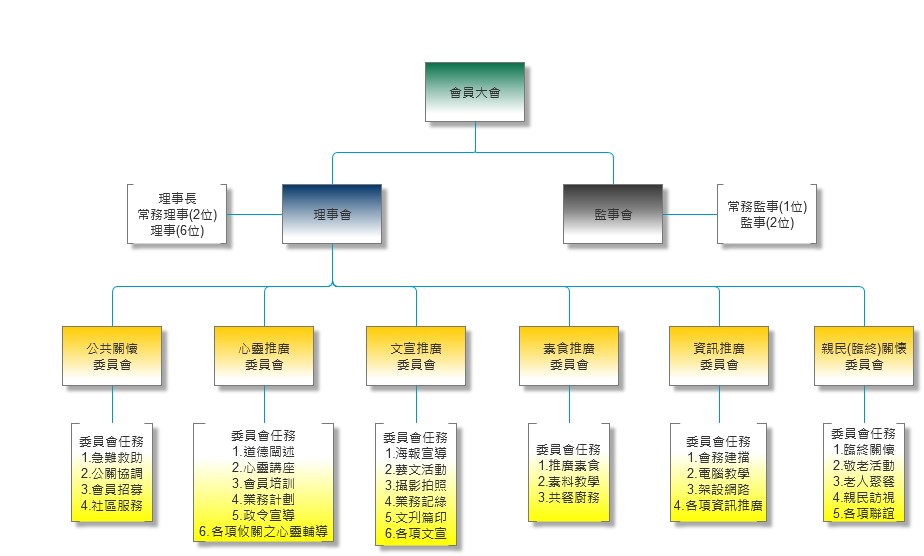 會員大會
理事長
常務理事(2位)
理事(6位)
理事會
監事會
常務監事(1位)
監事(2位)
公共關懷
委員會
心靈推廣
委員會
文宣推廣
委員會
素食推廣
委員會
資訊推廣
委員會
親民(臨終)關懷
委員會
委員會任務
1.急難救助
2.公關協調
3.會員招募
4.社區服務
委員會任務
1.道德闡述
2.心靈講座
3.會員培訓
4.業務計劃
5.政令宣導
6.各項攸關之心靈輔導
委員會任務
1.海報宣導
2.藝文活動
3.攝影拍照
4.業務記錄
5.文刋篇印
6.各項文宣
委員會任務
1.推廣素食
2.素料教學
3.共餐廚務
委員會任務
1.會務建擋
2.電腦教學
3.架設網路
4.各項資訊推廣
委員會任務
1.臨終關懷
2.敬老活動
3.老人聚餐
4.親民訪視
5.各項聯誼